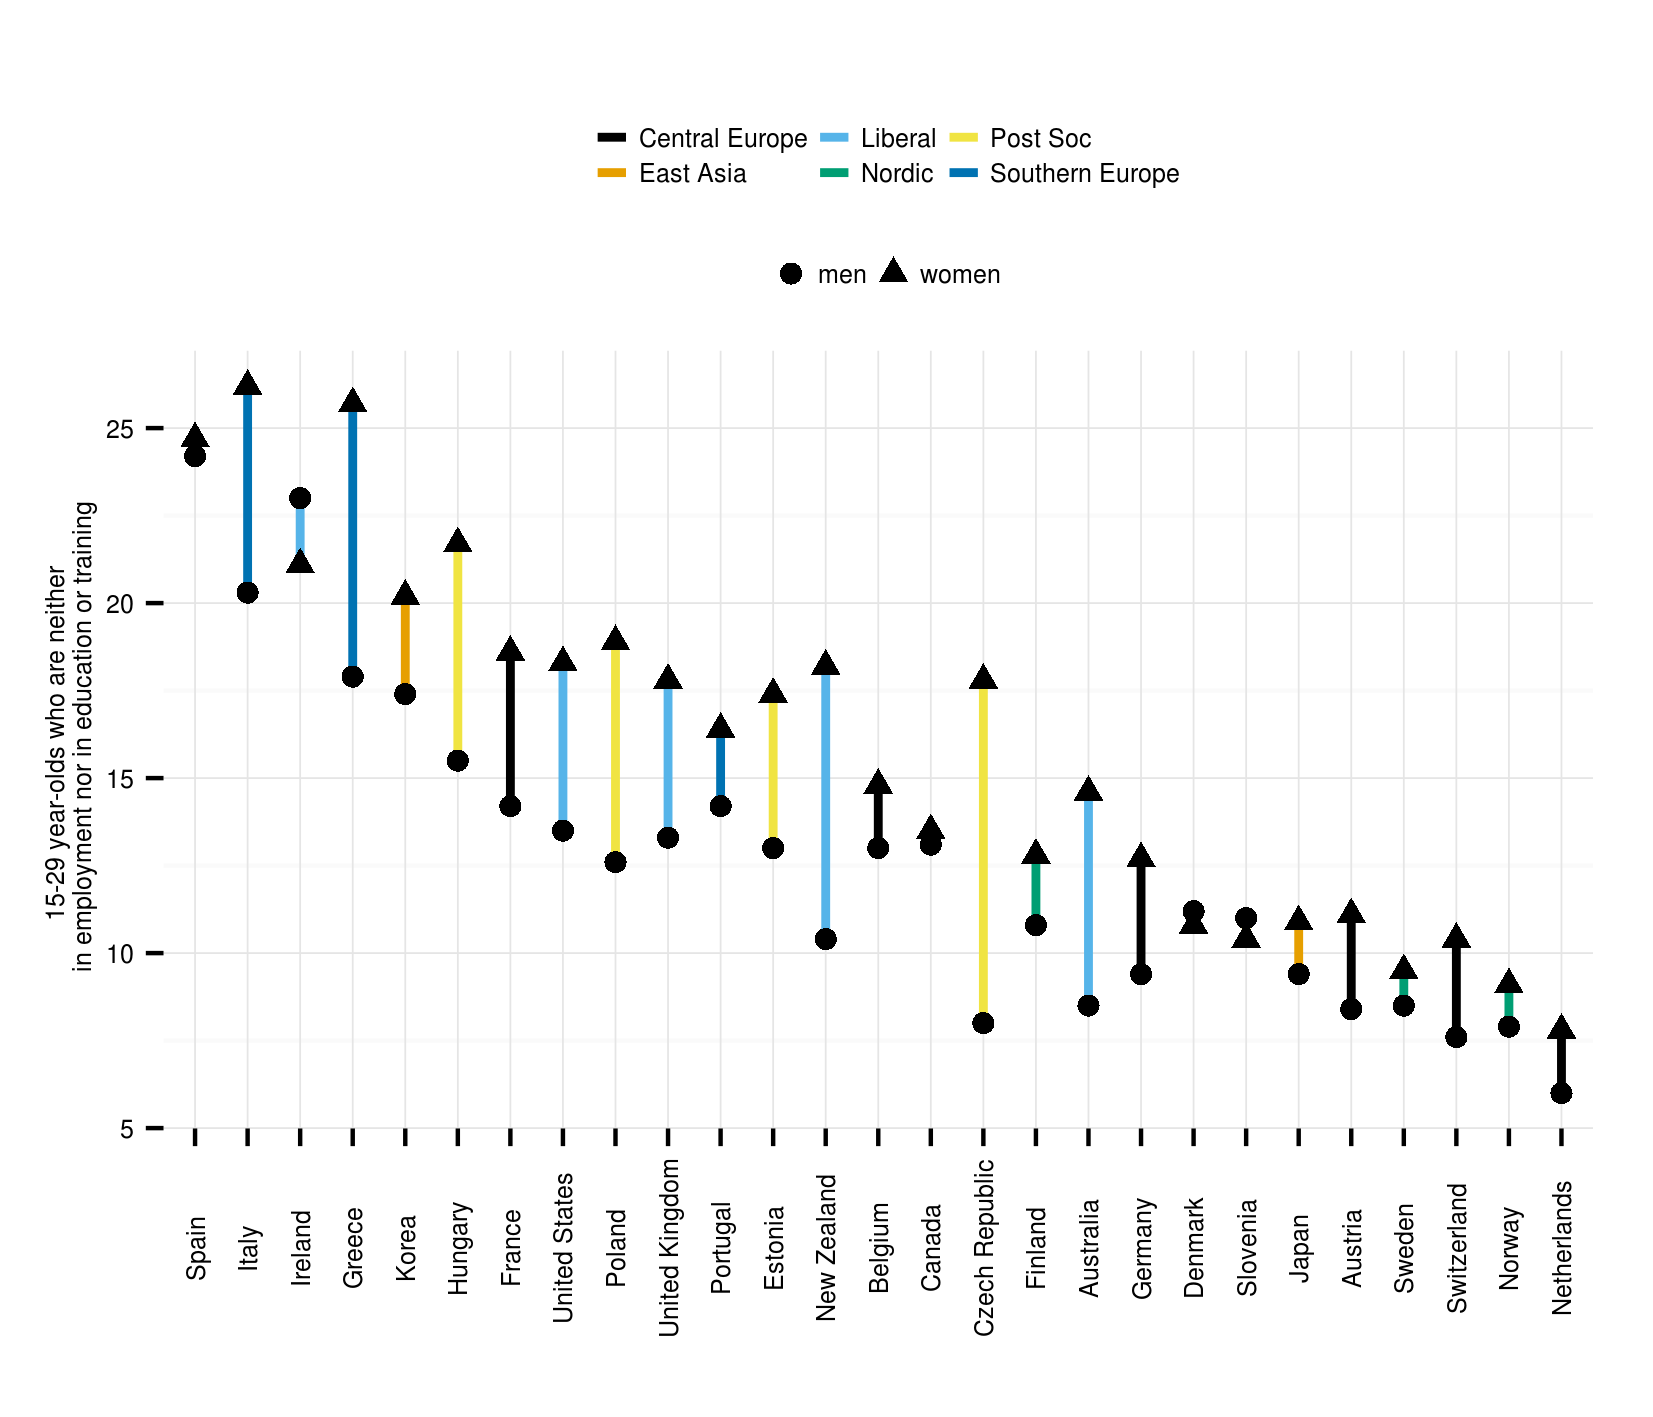 Central Europe Liberal Post Soc
East Asia Nordic Southern Europe
men women
15-29 year-olds who are neither
in employment nor in education or training
25
20
15
10
5
Spain
Italy
Ireland
Greece
Korea
Hungary
France
United States
Poland
United Kingdom
Portugal
Estonia
New Zealand
Belgium
Canada
Czech Republic
Finland
Australia
Germany
Denmark
Slovenia
Japan
Austria
Sweden
Switzerland
Norway
Netherlands